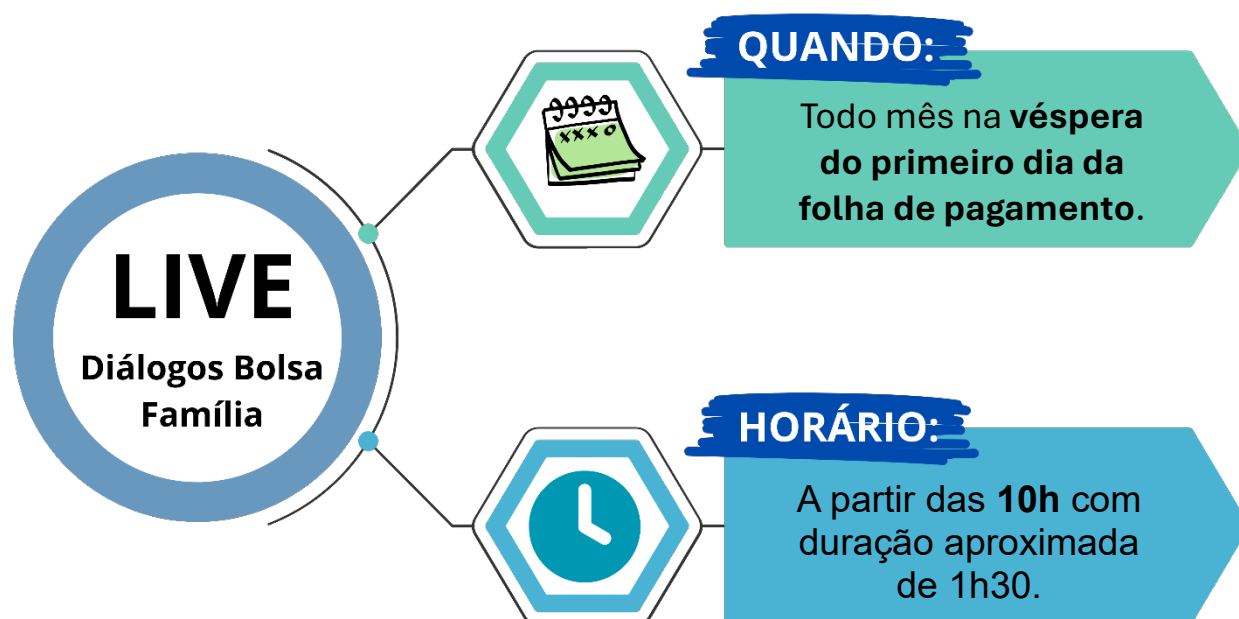 LIVE
Diálogos Bolsa
Família
QUANDO:
Todo mês na véspera
do primeiro dia da
folha de pagamento.
HORÁRIO:
A partir das 10h com
duração aproximada
de 1h30.